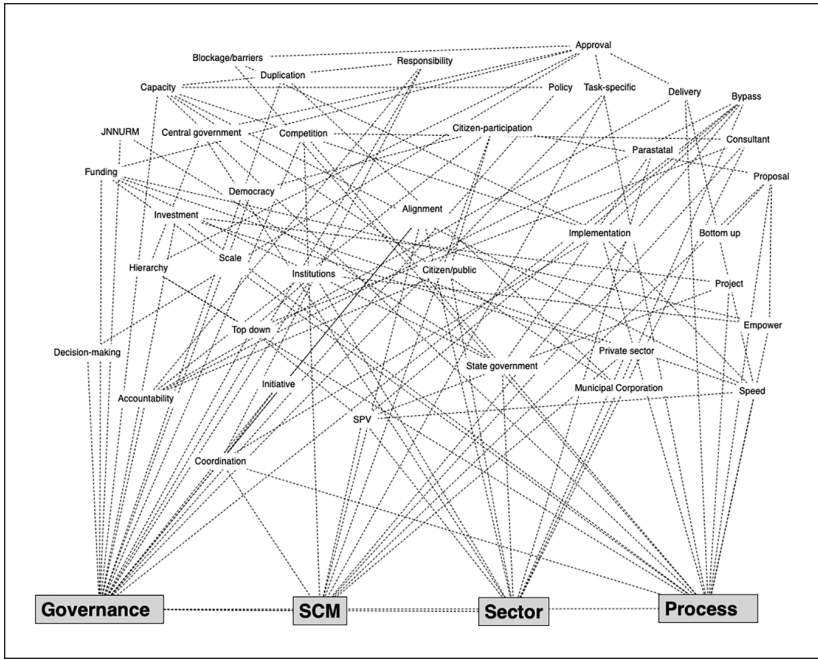 Approval
Blockage/barriers
Responsibility
Duplication
Capacity
Policy
Task-specific
Delivery
Bypass
JNNURM
Central government
Competition
Citizen-participation
Consultant
Parastatal
Funding
Proposal
Democracy
Investment
Alignment
Implementation
Bottom up
Scale
Hierarchy
Institutions
Citizen/public
Project
Top down
Empower
Decision-making
Private sector
State government
Initiative
Municipal Corporation
Speed
Accountability
SPV
Coordination
Governance
SCM
Sector
Process